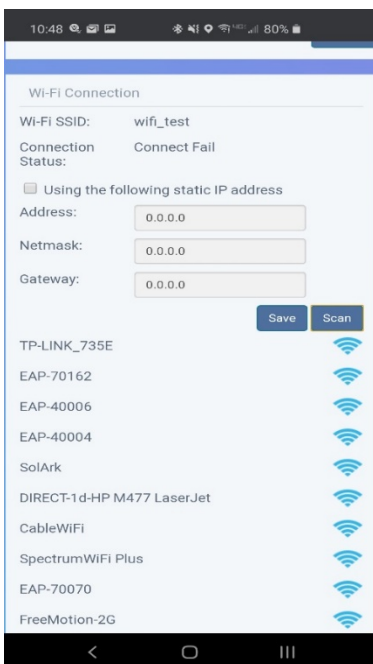 10:48 80%
Wi-Fi Connection
Wi-Fi SSID: wifi_test
Connection Status: Connect Fail
Using the following static IP address
Address: 0.0.0.0
Netmask: 0.0.0.0
Gateway: 0.0.0.0
Save Scan
TP-LINK_735E
EAP-70162
EAP-40006
EAP-40004
SolArk
DIRECT-1d-HP M477 LaserJet
CableWiFi
SpectrumWiFi Plus
EAP-70070
FreeMotion-2G